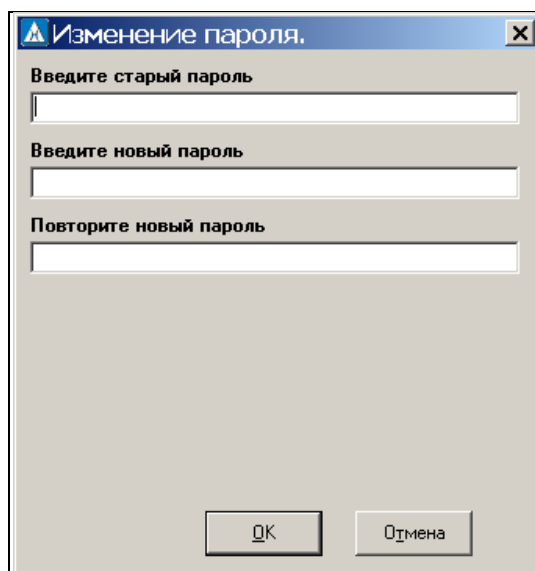 Изменение пароля.
Введите старый пароль
Введите новый пароль
Повторите новый пароль
OK Отмена